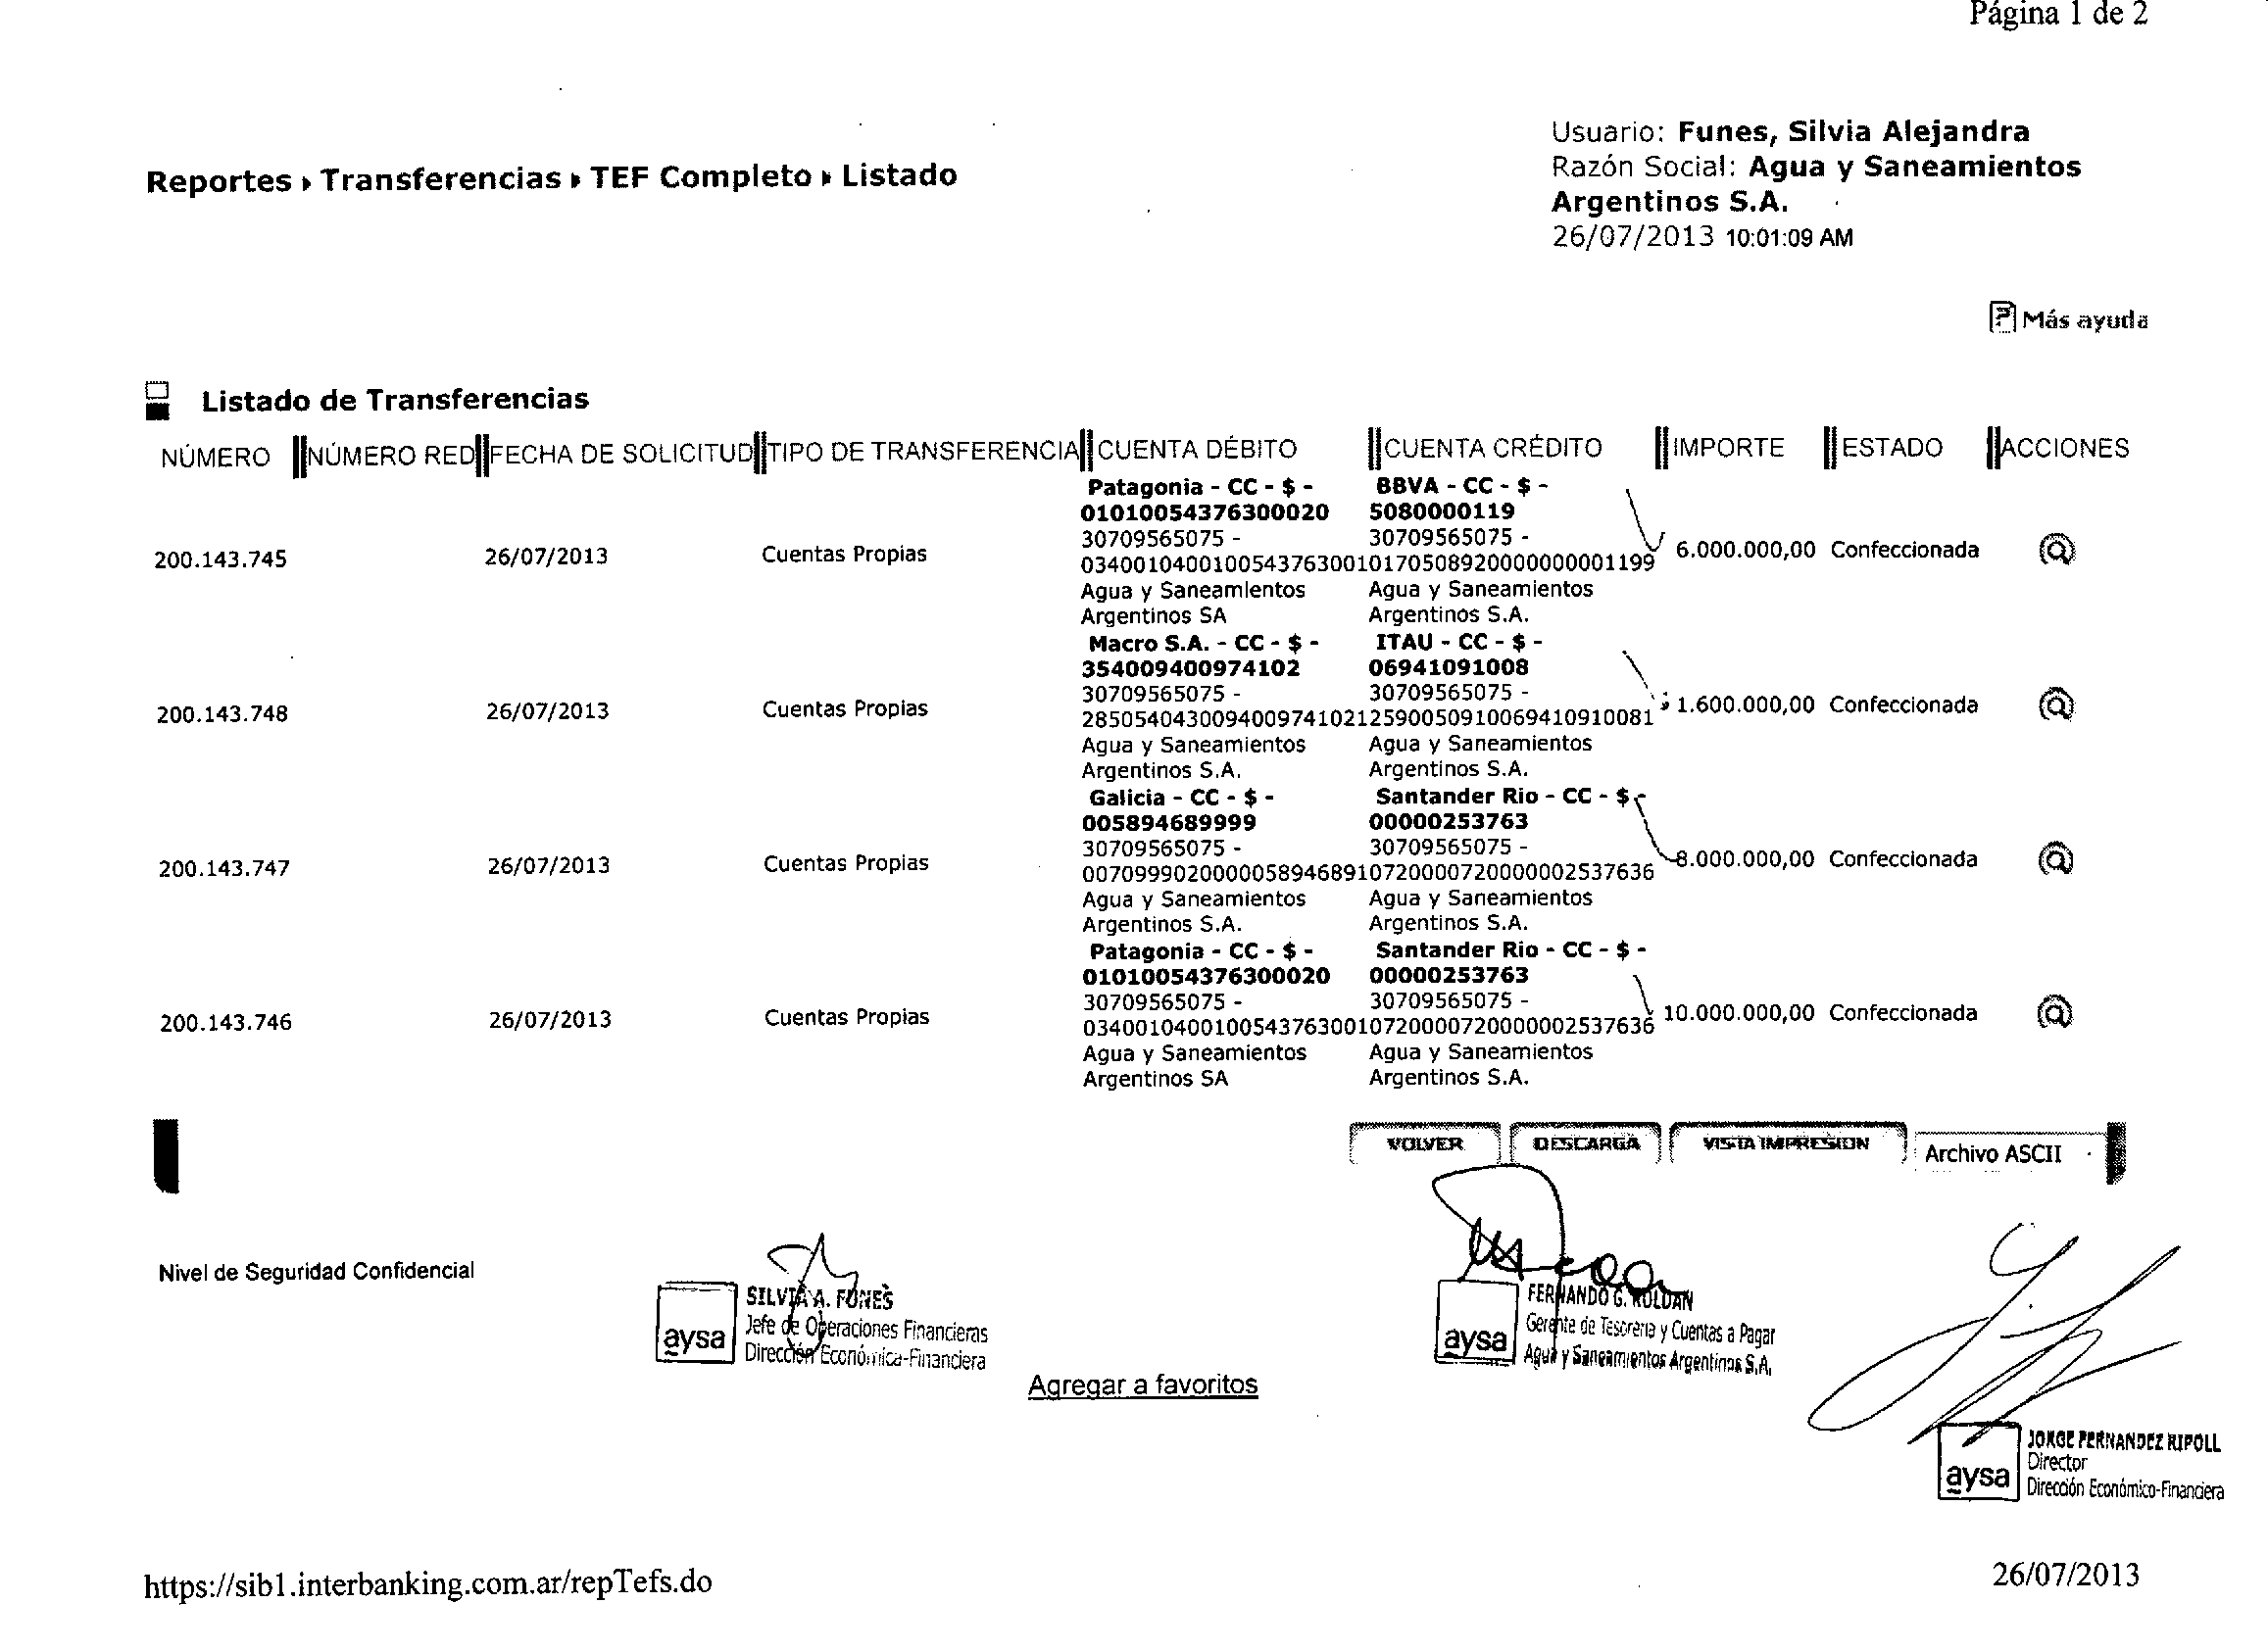 Página 1 de 2
Usuario: Funes, Silvia Alejandra
Razón Social: Agua y Saneamientos
Argentinos S.A.
26/07/2013 10:01:09 AM
Reportes Transferencias TEF Completo Listado
Más ayuda
Listado de Transferencias
NÚMERO NÚMERO RED FECHA DE SOLICITUD TIPO DE TRANSFERENCIA CUENTA DÉBITO CUENTA CRÉDITO IMPORTE ESTADO ACCIONES
Patagonia - CC - $ - BBVA - CC - $ -
01010054376300020 5080000119
30709565075 - 30709565075 -
200.143.745 26/07/2013 Cuentas Propias 6.000.000,00 Confeccionada
03400104001005437630010170508920000000001199
Agua y Saneamientos Agua y Saneamientos
Argentinos SA Argentinos S.A.
Macro S.A. - CC - $ - ITAU - CC - $ -
354009400974102 06941091008
30709565075 - 30709565075 -
200.143.748 26/07/2013 Cuentas Propias 1.600.000,00 Confeccionada
28505404300940097410212590050910069410910081
Agua y Saneamientos Agua y Saneamientos
Argentinos S.A. Argentinos S.A.
Galicia - CC - $ - Santander Rio - CC - $ -
005894689999 00000253763
30709565075 - 30709565075 -
200.143.747 26/07/2013 Cuentas Propias 8.000.000,00 Confeccionada
00709990200000589468910720000720000002537636
Agua y Saneamientos Agua y Saneamientos
Argentinos S.A. Argentinos S.A.
Patagonia - CC - $ - Santander Rio - CC - $ -
01010054376300020 00000253763
30709565075 - 30709565075 -
200.143.746 26/07/2013 Cuentas Propias 10.000.000,00 Confeccionada
03400104001005437630010720000720000002537636
Agua y Saneamientos Agua y Saneamientos
Argentinos SA Argentinos S.A.
VOLVER DESCARGA VISTA IMPRESION Archivo ASCII
Nivel de Seguridad Confidencial
aysa
SILVIA A. FUNES
Jefe de Operaciones Financieras
Dirección Económica-Financiera
aysa
FERNANDO G. ROLDAN
Gerente de Tesorería y Cuentas a Pagar
Agua y Saneamientos Argentinos S.A.
Agregar a favoritos
aysa
JORGE FERNANDEZ RIPOLL
Director
Dirección Económico-Financiera
https://sib1.interbanking.com.ar/repTefs.do
26/07/2013